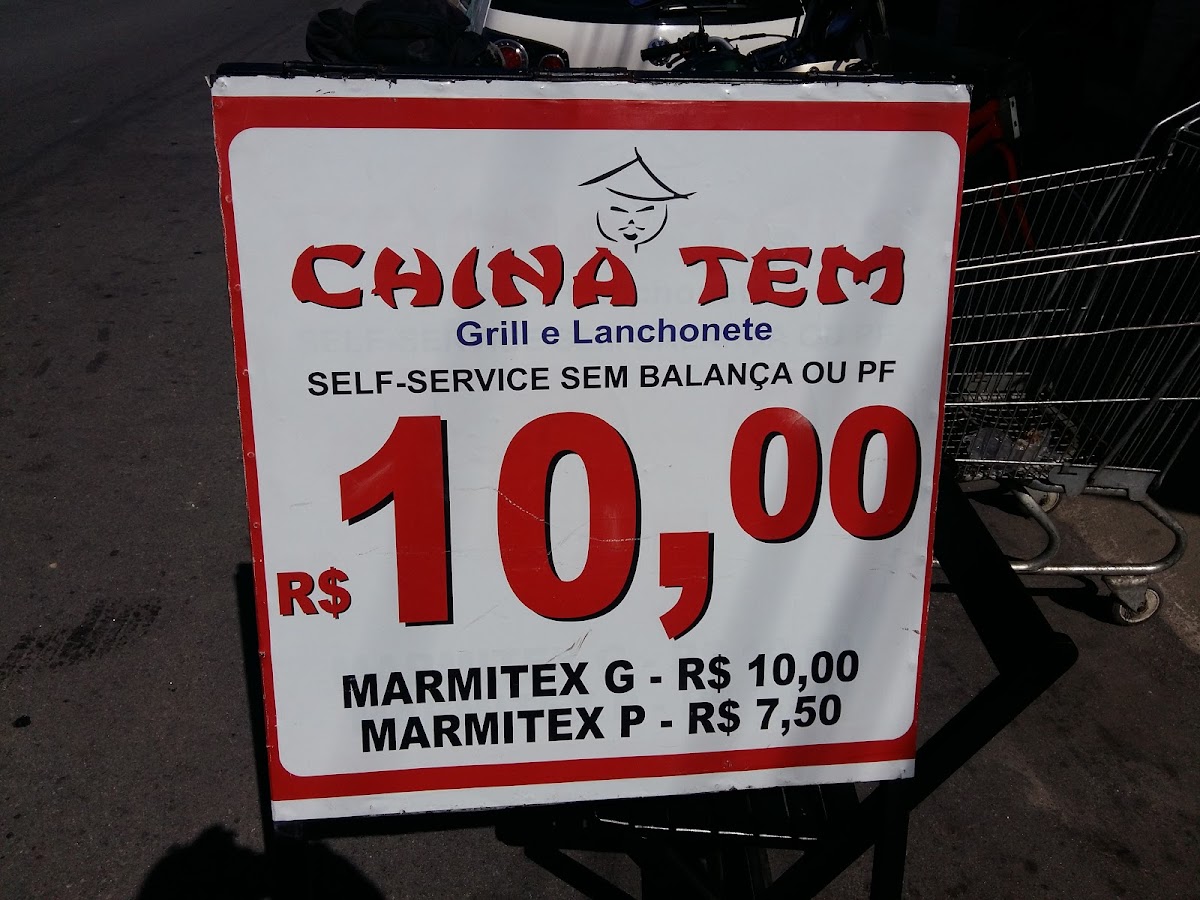 CHINA TEM
Grill e Lanchonete
SELF-SERVICE SEM BALANÇA OU PF
R$ 10,00
MARMITEX G - R$ 10,00
MARMITEX P - R$ 7,50